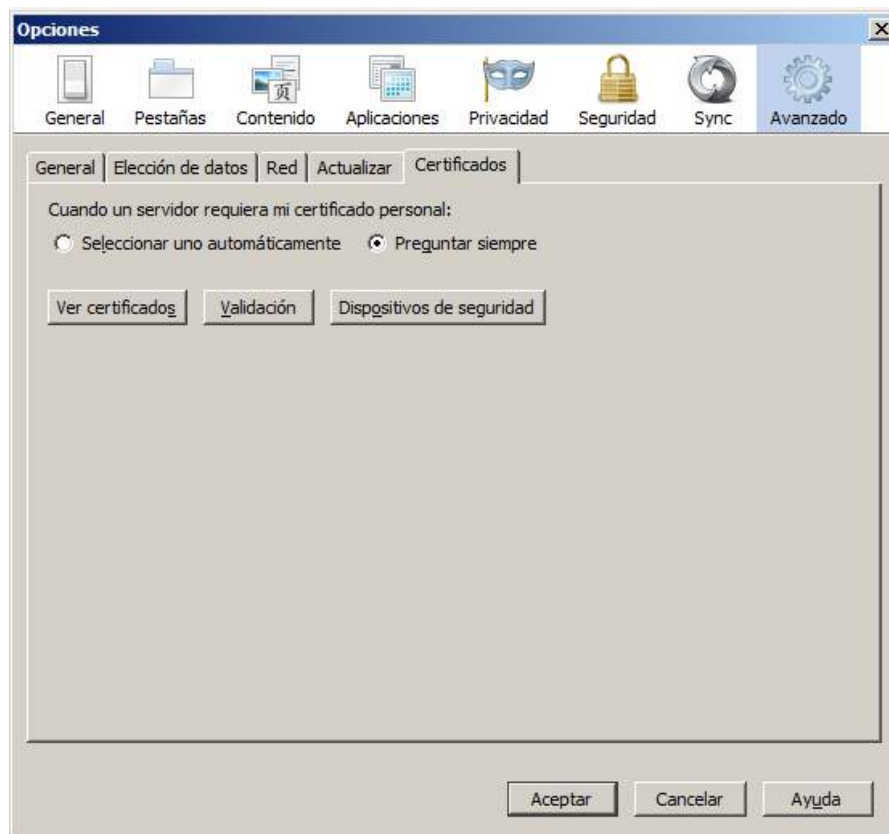 Opciones
General Pestañas Contenido Aplicaciones Privacidad Seguridad Sync Avanzado
General Elección de datos Red Actualizar Certificados
Cuando un servidor requiera mi certificado personal:
Seleccionar uno automáticamente Preguntar siempre
Ver certificados Validación Dispositivos de seguridad
Aceptar Cancelar Ayuda